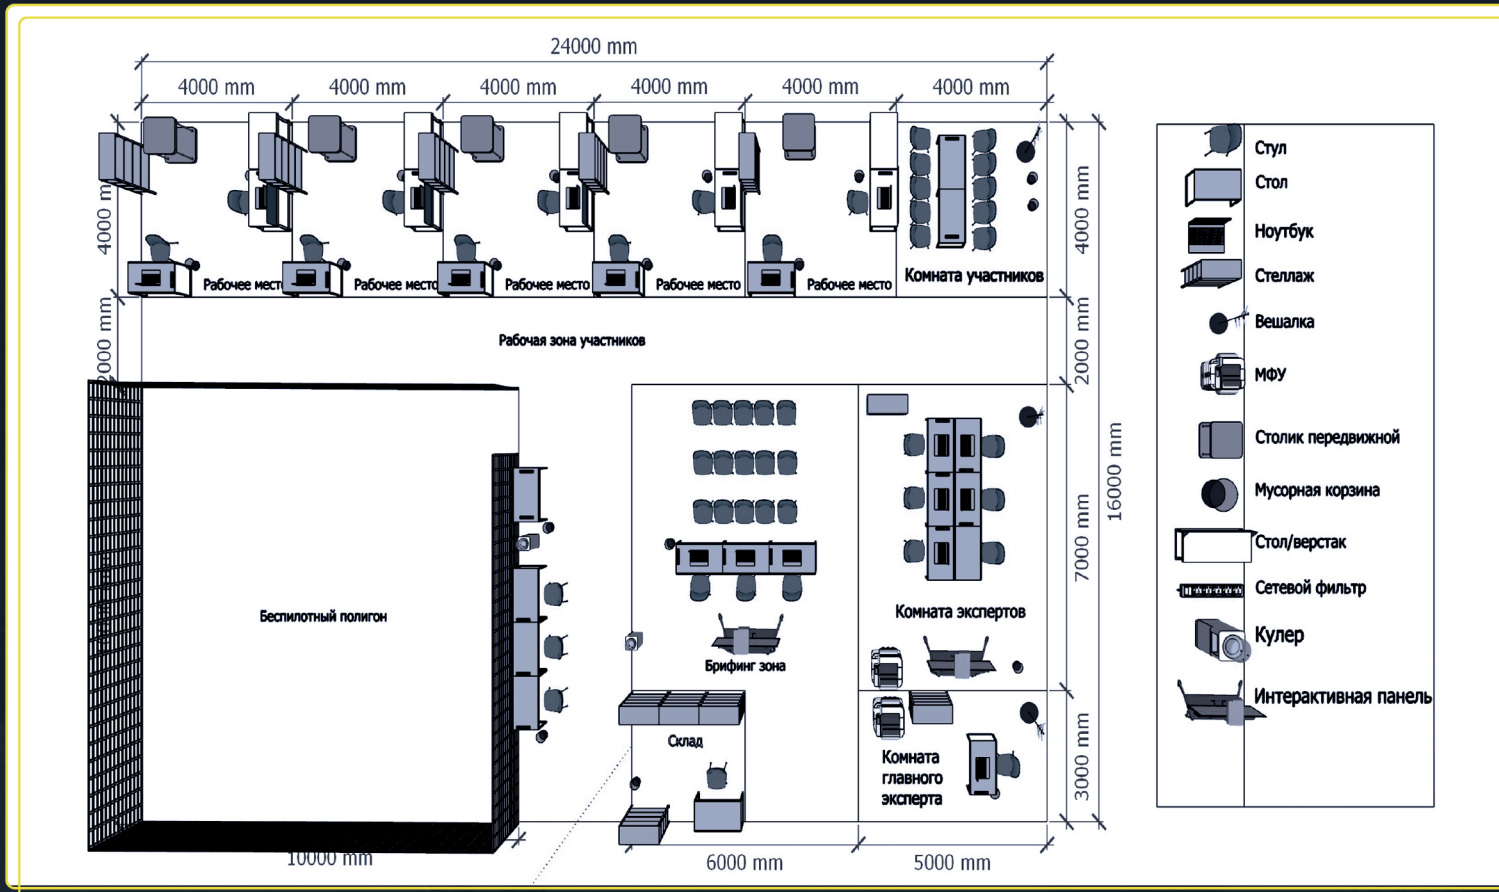 24000 mm
4000 mm
4000 mm
4000 mm
4000 mm
4000 mm
4000 mm
4000 m
4000 mm
Рабочее место
Рабочее место
Рабочее место
Рабочее место
Рабочее место
Комната участников
2000 mm
Рабочая зона участников
2000 mm
16000 mm
Беспилотный полигон
7000 mm
Комната экспертов
Брифинг зона
Склад
Комната
главного
эксперта
3000 mm
10000 mm
6000 mm
5000 mm
Стул
Стол
Ноутбук
Стеллаж
Вешалка
МФУ
Столик передвижной
Мусорная корзина
Стол/верстак
Сетевой фильтр
Кулер
Интерактивная панель